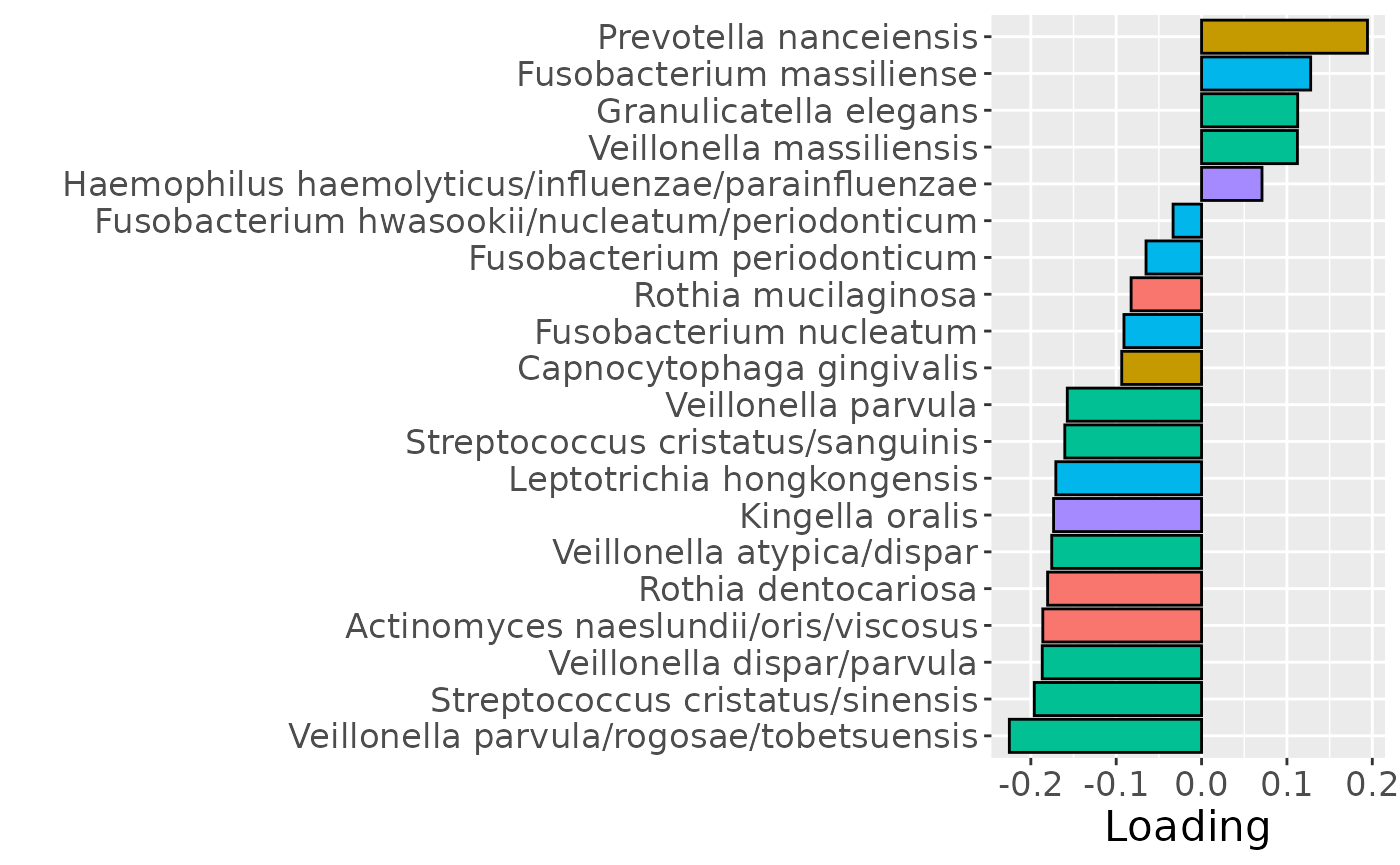 Prevotella nanceiensis
Fusobacterium massiliense
Granulicatella elegans
Veillonella massiliensis
Haemophilus haemolyticus/influenzae/parainfluenzae
Fusobacterium hwasookii/nucleatum/periodonticum
Fusobacterium periodonticum
Rothia mucilaginosa
Fusobacterium nucleatum
Capnocytophaga gingivalis
Veillonella parvula
Streptococcus cristatus/sanguinis
Leptotrichia hongkongensis
Kingella oralis
Veillonella atypica/dispar
Rothia dentocariosa
Actinomyces naeslundii/oris/viscosus
Veillonella dispar/parvula
Streptococcus cristatus/sinensis
Veillonella parvula/rogosae/tobetsuensis
-0.2 -0.1 0.0 0.1 0.2
Loading